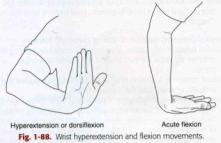 Hyperextension or dorsiflexion
Acute flexion
Fig. 1-88. Wrist hyperextension and flexion movements.